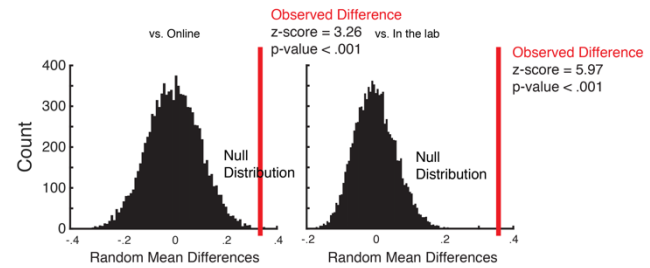 Observed Difference
z-score = 3.26
p-value < .001
vs. Online
vs. In the lab
Observed Difference
z-score = 5.97
p-value < .001
400
300
200
100
0
Count
Null
Distribution
-.4
-.2
0
.2
.4
Random Mean Differences
Null
Distribution
-.2
0
.2
.4
Random Mean Differences